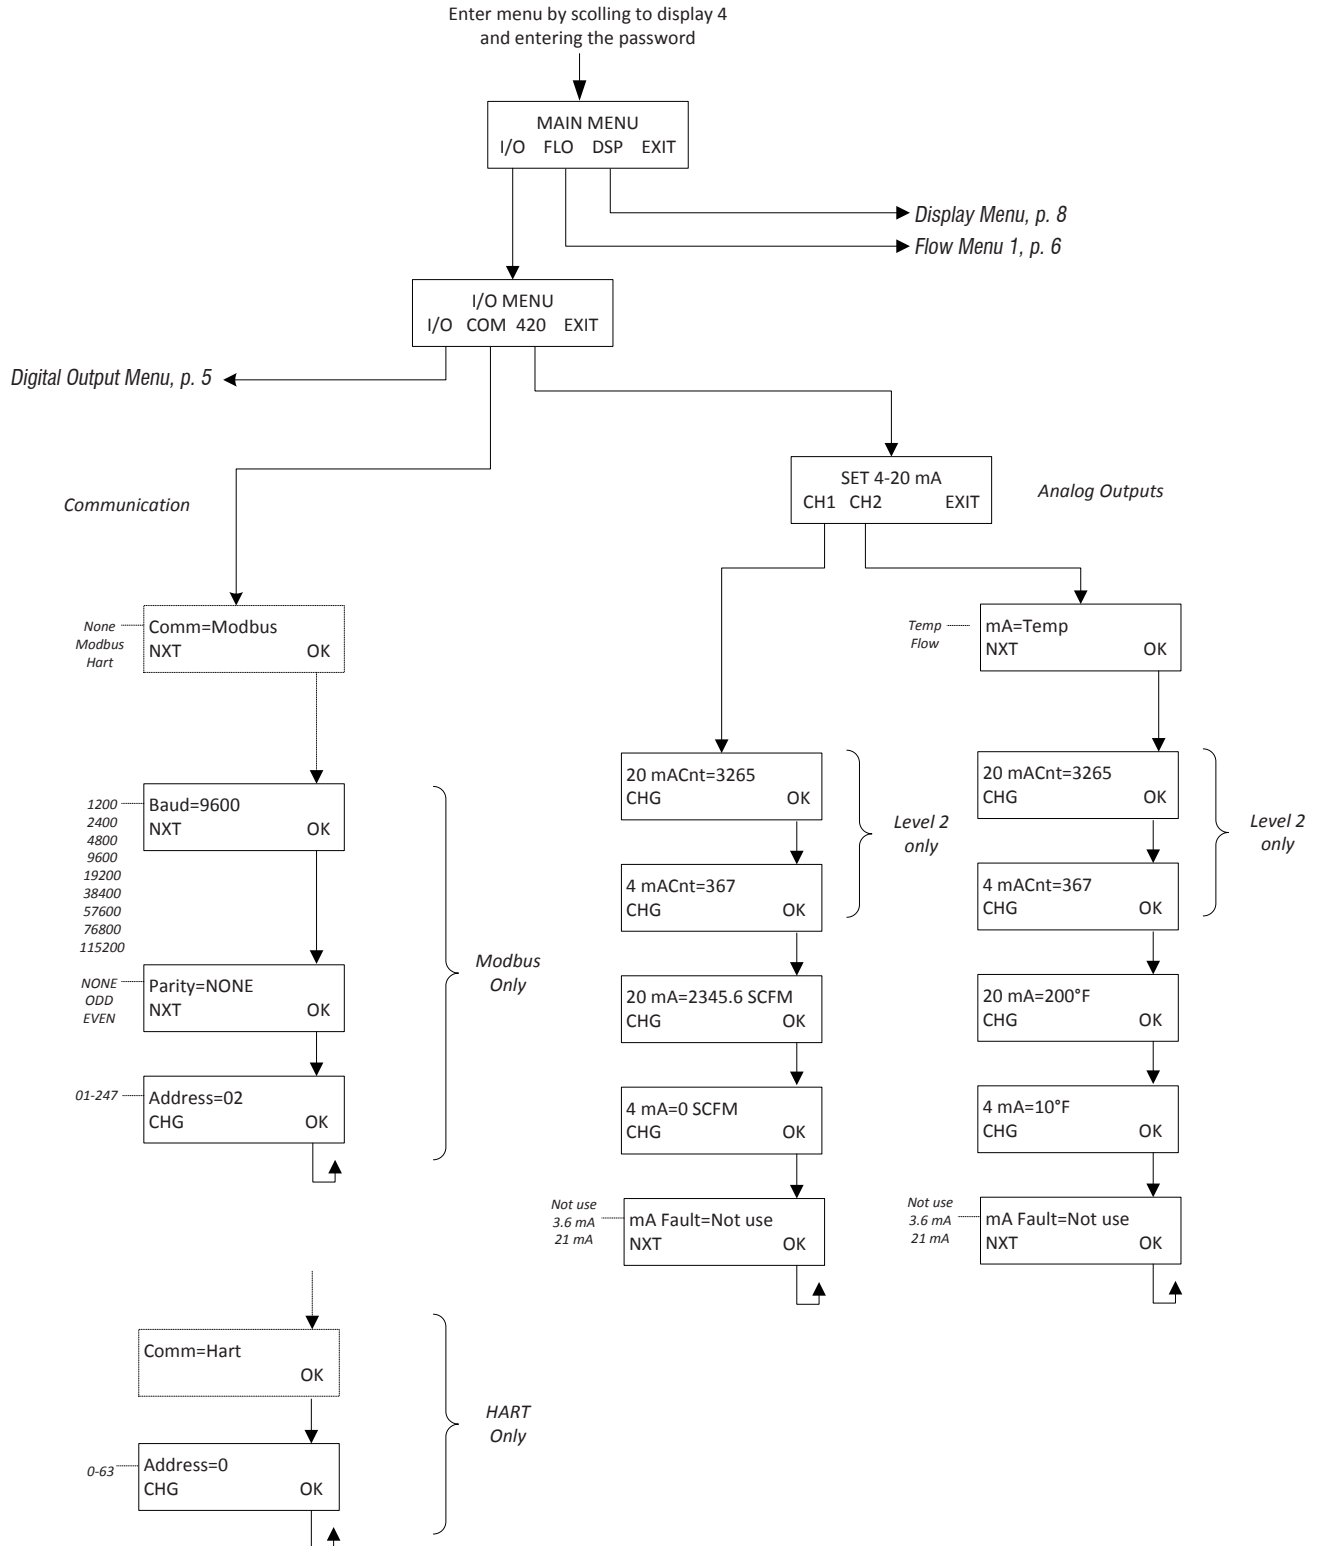 Enter menu by scolling to display 4
and entering the password
MAIN MENU
I/O FLO DSP EXIT
Display Menu, p. 8
Flow Menu 1, p. 6
I/O MENU
I/O COM 420 EXIT
Digital Output Menu, p. 5
SET 4-20 mA
CH1 CH2 EXIT
Analog Outputs
Communication
None
Modbus
Hart
Comm=Modbus
NXT OK
1200
2400
4800
9600
19200
38400
57600
76800
115200
Baud=9600
NXT OK
NONE
ODD
EVEN
Parity=NONE
NXT OK
01-247
Address=02
CHG OK
Modbus
Only
Comm=Hart
OK
0-63
Address=0
CHG OK
HART
Only
20 mACnt=3265
CHG OK
4 mACnt=367
CHG OK
Level 2
only
20 mA=2345.6 SCFM
CHG OK
4 mA=0 SCFM
CHG OK
Not use
3.6 mA
21 mA
mA Fault=Not use
NXT OK
Temp
Flow
mA=Temp
NXT OK
20 mACnt=3265
CHG OK
4 mACnt=367
CHG OK
Level 2
only
20 mA=200°F
CHG OK
4 mA=10°F
CHG OK
Not use
3.6 mA
21 mA
mA Fault=Not use
NXT OK